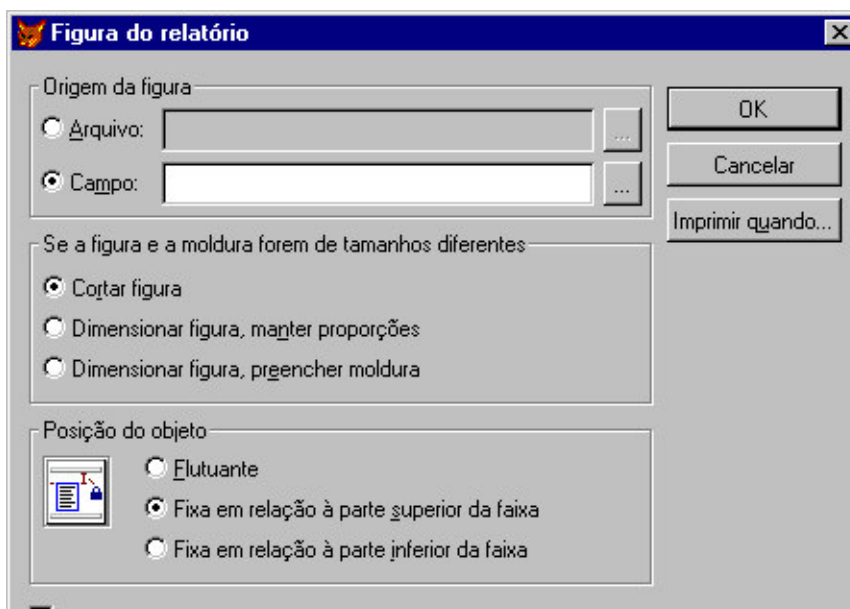 Figura do relatório
Origem da figura
Arquivo:
...
OK
Campo:
...
Cancelar
Imprimir quando...
Se a figura e a moldura forem de tamanhos diferentes
Cortar figura
Dimensionar figura, manter proporções
Dimensionar figura, preencher moldura
Posição do objeto
Flutuante
Fixa em relação à parte superior da faixa
Fixa em relação à parte inferior da faixa